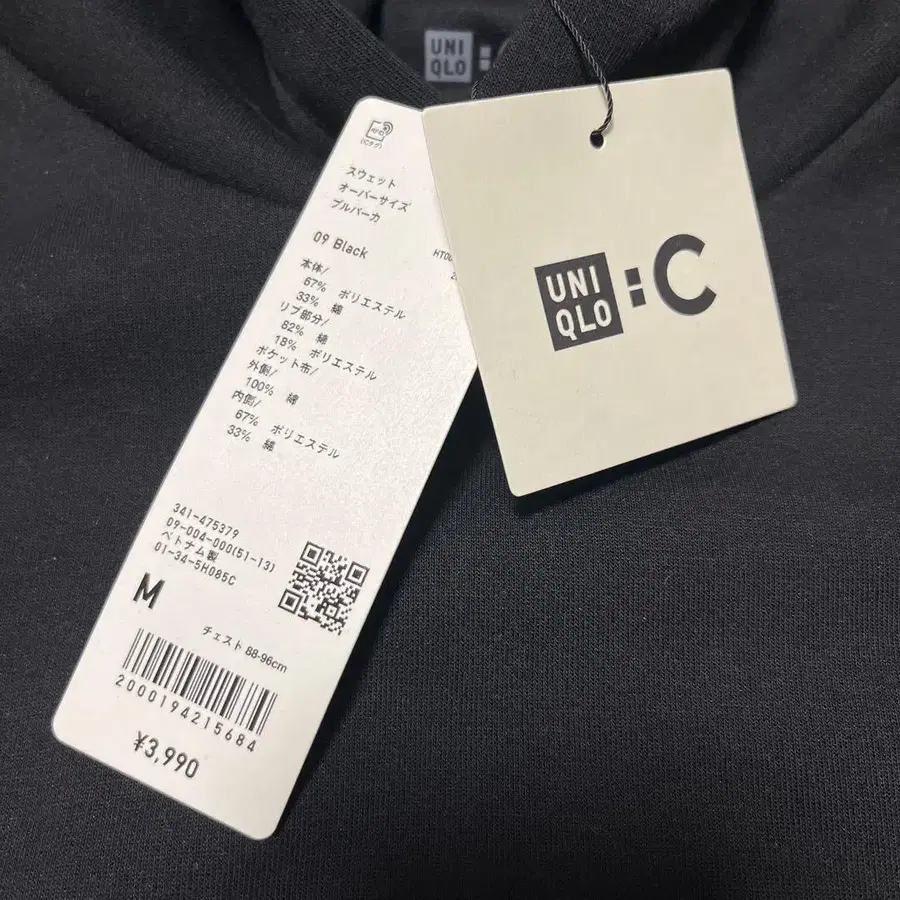 UNI
QLO : C
RFID
(ICタグ)
スウェット
オーバーサイズ
プルパーカ
09 Black
本体/
67% ポリエステル
33% 綿
リブ部分/
82% 綿
18% ポリエステル
ポケット布/
外側/
100% 綿
内側/
67% ポリエステル
33% 綿
341-475379
09-004-000(51-13)
ベトナム製
01-34-5H085C
M
チェスト 88-96cm
2000194215684
¥3,990
UNI
QLO : C